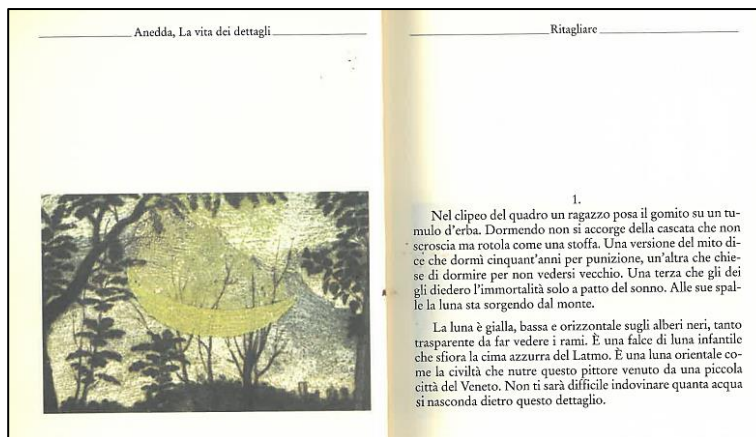 Anedda, La vita dei dettagli
Ritagliare
1.
Nel clipeo del quadro un ragazzo posa il gomito su un tu-
mulo d'erba. Dormendo non si accorge della cascata che non
scroscia ma rotola come una stoffa. Una versione del mito di-
ce che dormì cinquant'anni per punizione, un'altra che chie-
se di dormire per non vedersi vecchio. Una terza che gli dei
gli diedero l'immortalità solo a patto del sonno. Alle sue spal-
le la luna sta sorgendo dal monte.
La luna è gialla, bassa e orizzontale sugli alberi neri, tanto
trasparente da far vedere i rami. È una falce di luna infantile
che sfiora la cima azzurra del Latmo. È una luna orientale co-
me la civiltà che nutre questo pittore venuto da una piccola
città del Veneto. Non ti sarà difficile indovinare quanta acqua
si nasconda dietro questo dettaglio.